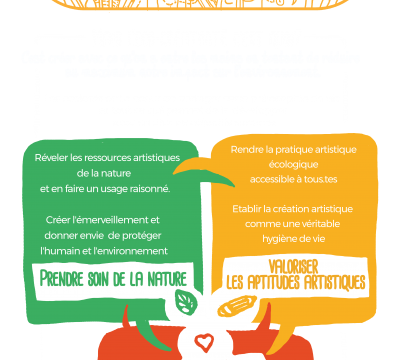 Réveler les ressources artistiques
de la nature
et en faire un usage raisonné.
Créer l'émerveillement et
donner envie de protéger
l'humain et l'environnement
PRENDRE SOIN DE LA NATURE
Rendre la pratique artistique
écologique
accessible à tous.tes
Etablir la création artistique
comme une véritable
hygiène de vie
VALORISER
LES APTITUDES ARTISTIQUES